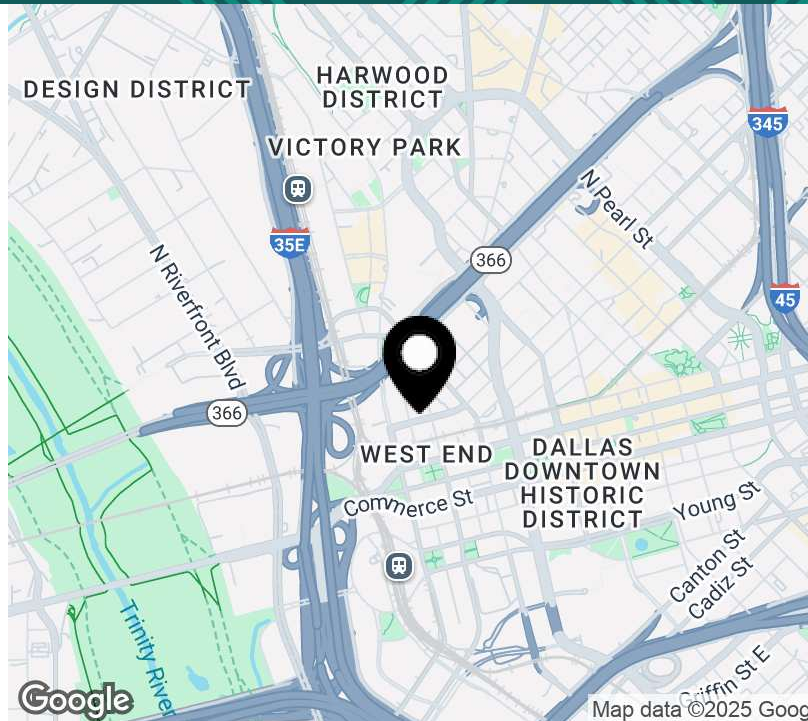 DESIGN DISTRICT
HARWOOD
DISTRICT
VICTORY PARK
345
N Pearl St
35E
366
N Riverfront Blvd
45
366
WEST END
DALLAS
DOWNTOWN
HISTORIC
DISTRICT
Commerce St
Young St
Canton St
Cadiz St
Trinity River
Griffin St E
Google
Map data ©2025 Goog